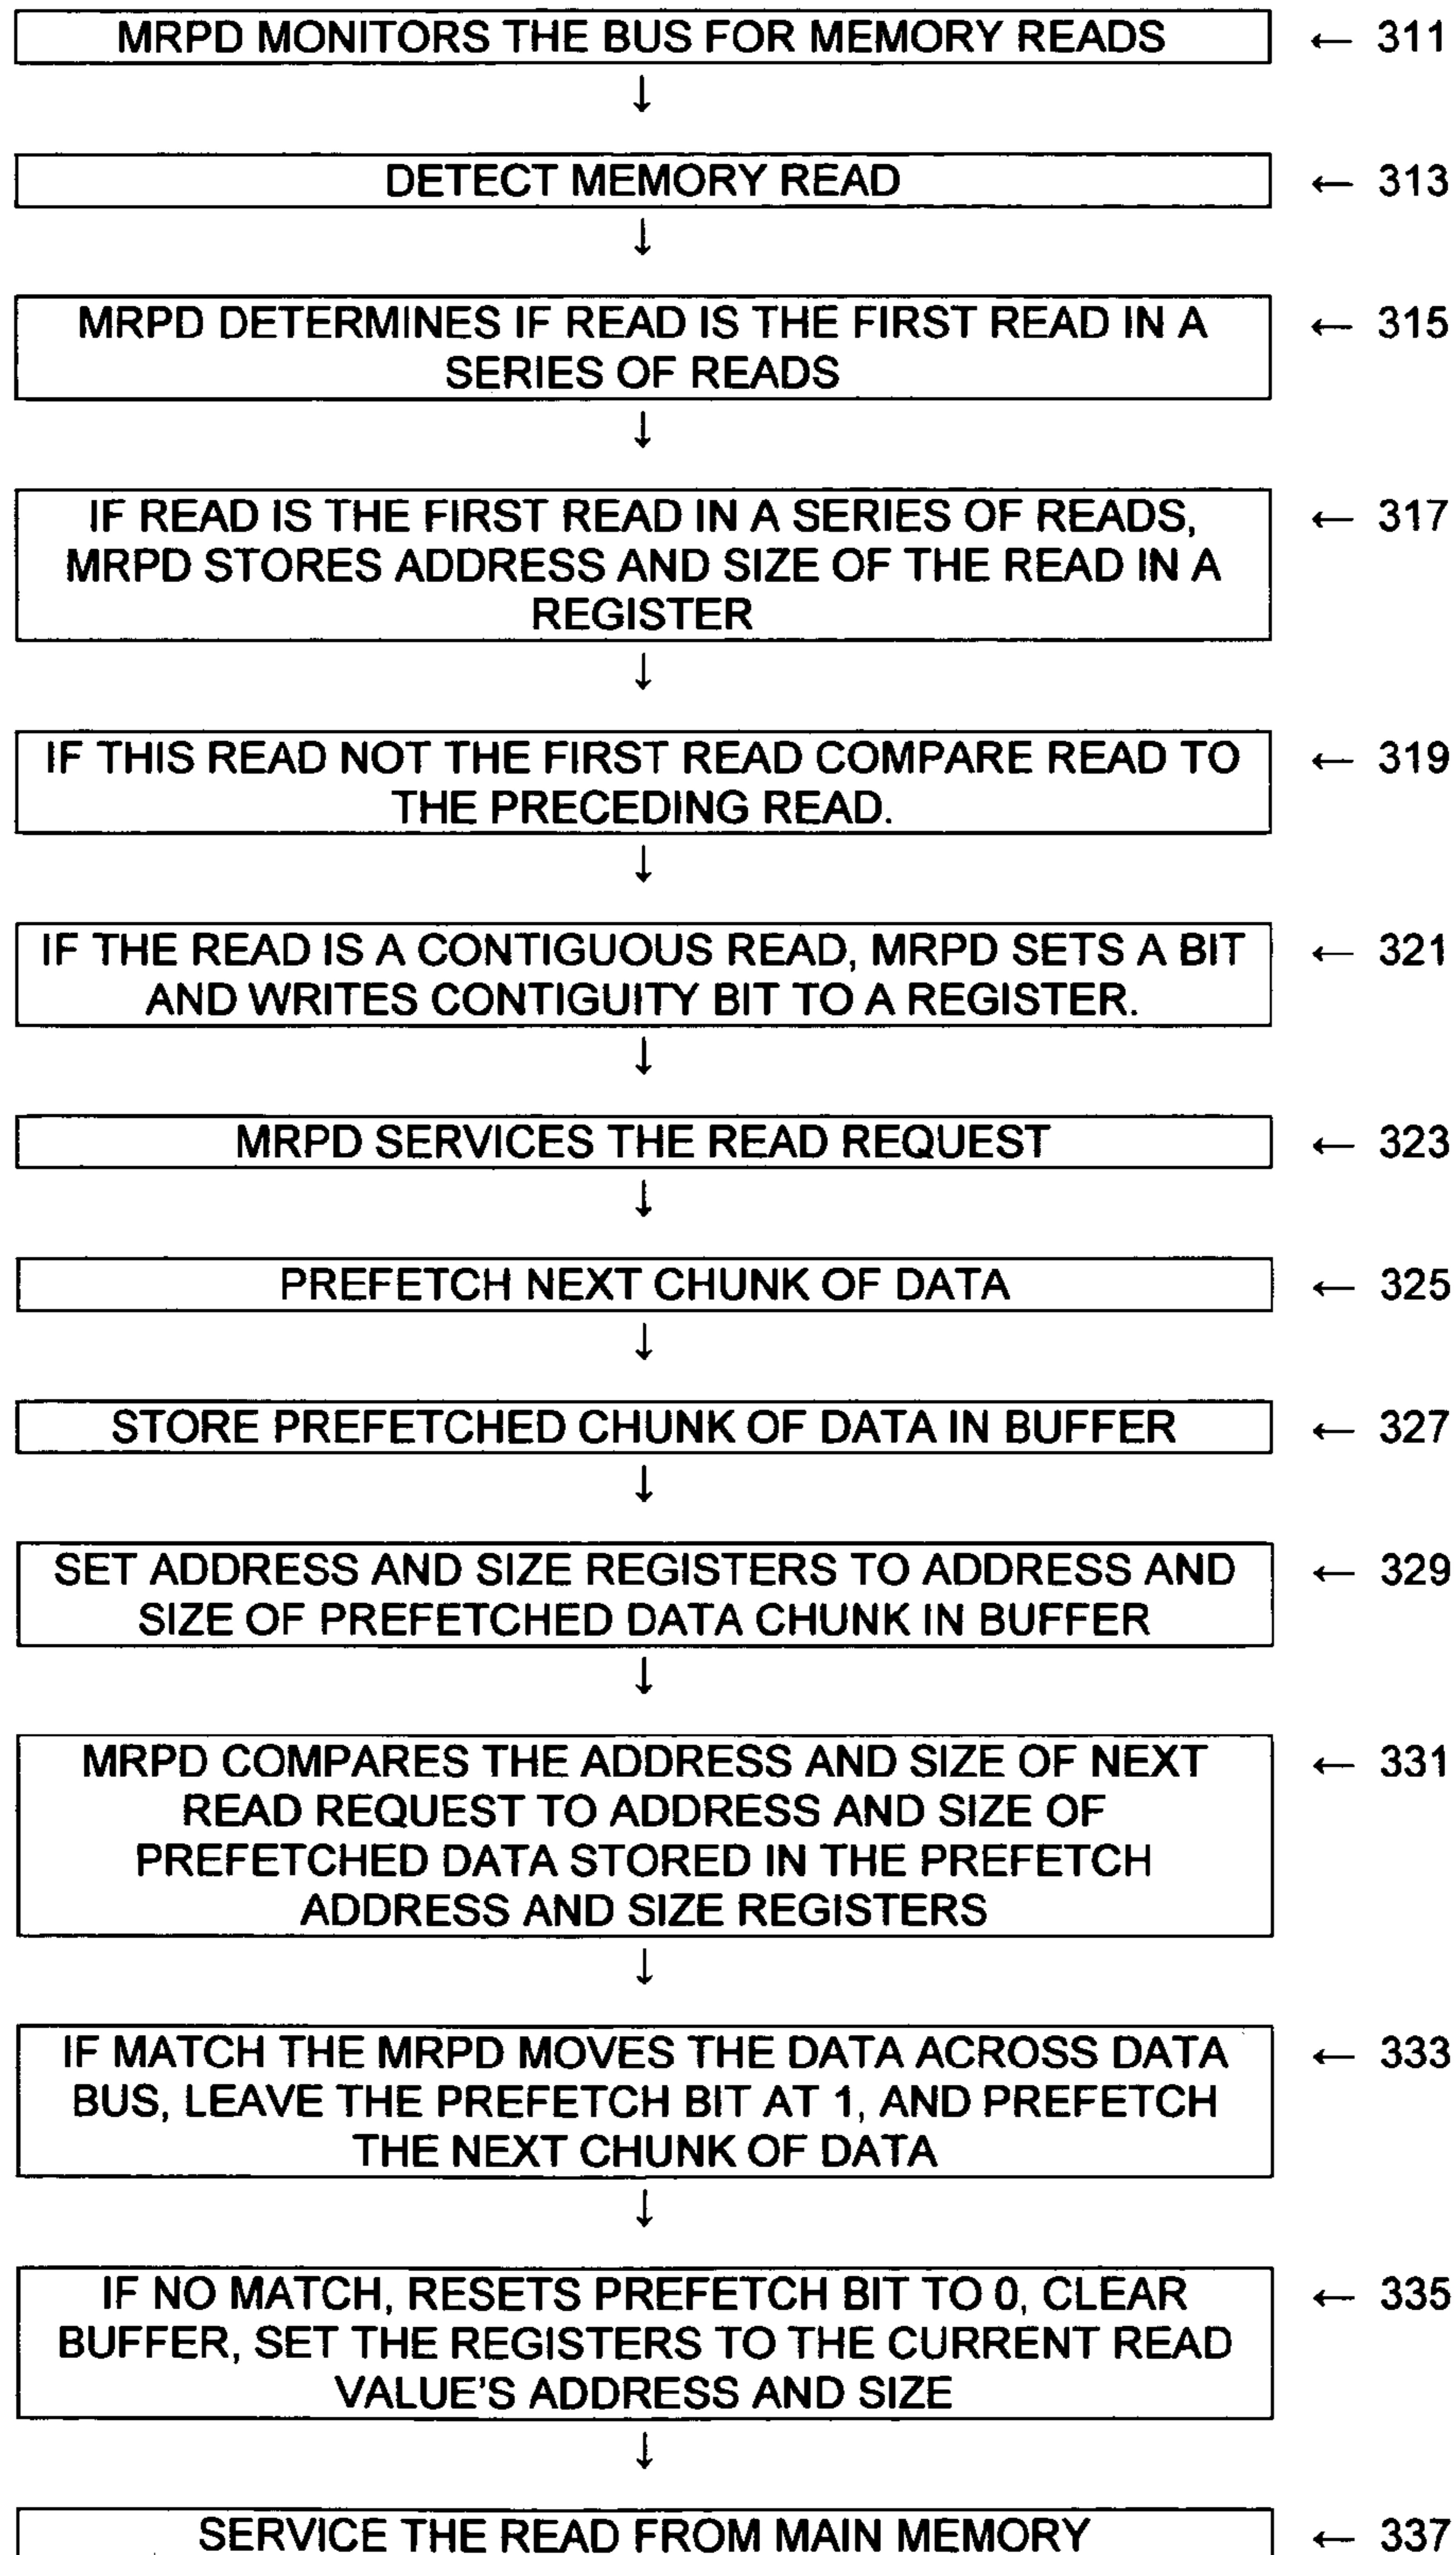 MRPD MONITORS THE BUS FOR MEMORY READS ← 311
↓
DETECT MEMORY READ ← 313
↓
MRPD DETERMINES IF READ IS THE FIRST READ IN A ← 315
SERIES OF READS
↓
IF READ IS THE FIRST READ IN A SERIES OF READS, ← 317
MRPD STORES ADDRESS AND SIZE OF THE READ IN A
REGISTER
↓
IF THIS READ NOT THE FIRST READ COMPARE READ TO ← 319
THE PRECEDING READ.
↓
IF THE READ IS A CONTIGUOUS READ, MRPD SETS A BIT ← 321
AND WRITES CONTIGUITY BIT TO A REGISTER.
↓
MRPD SERVICES THE READ REQUEST ← 323
↓
PREFETCH NEXT CHUNK OF DATA ← 325
↓
STORE PREFETCHED CHUNK OF DATA IN BUFFER ← 327
↓
SET ADDRESS AND SIZE REGISTERS TO ADDRESS AND ← 329
SIZE OF PREFETCHED DATA CHUNK IN BUFFER
↓
MRPD COMPARES THE ADDRESS AND SIZE OF NEXT ← 331
READ REQUEST TO ADDRESS AND SIZE OF
PREFETCHED DATA STORED IN THE PREFETCH
ADDRESS AND SIZE REGISTERS
↓
IF MATCH THE MRPD MOVES THE DATA ACROSS DATA ← 333
BUS, LEAVE THE PREFETCH BIT AT 1, AND PREFETCH
THE NEXT CHUNK OF DATA
↓
IF NO MATCH, RESETS PREFETCH BIT TO 0, CLEAR ← 335
BUFFER, SET THE REGISTERS TO THE CURRENT READ
VALUE'S ADDRESS AND SIZE
↓
SERVICE THE READ FROM MAIN MEMORY ← 337